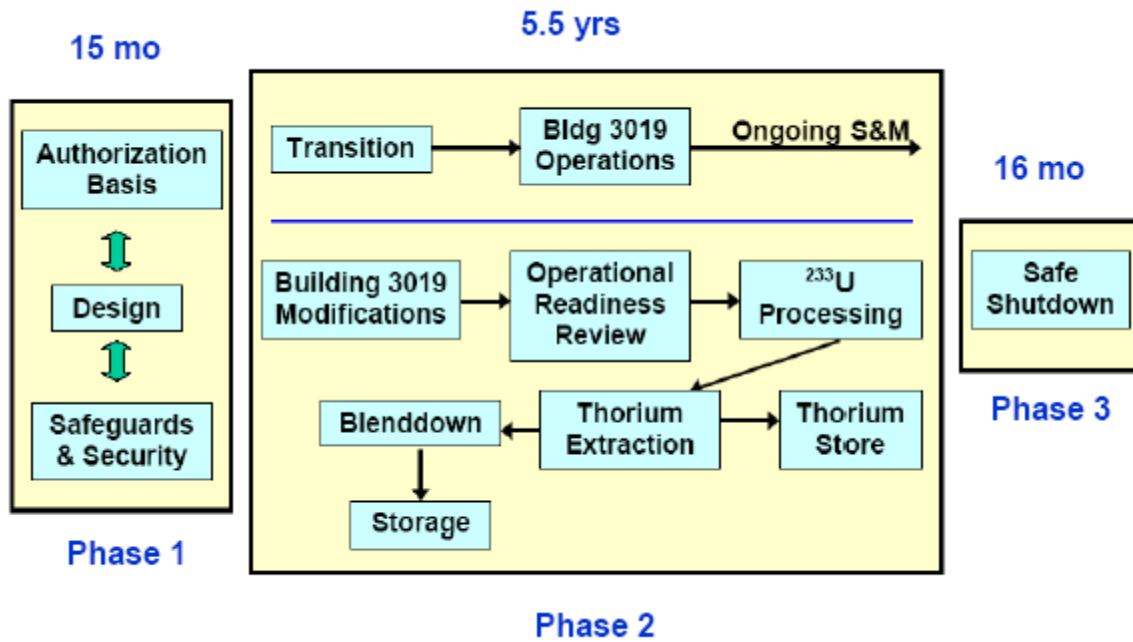 5.5 yrs
15 mo
Authorization
Basis
Design
Safeguards
& Security
Phase 1
Transition
Bldg 3019
Operations
Ongoing S&M
Building 3019
Modifications
Operational
Readiness
Review
²³³U
Processing
Blenddown
Thorium
Extraction
Thorium
Store
Storage
Phase 2
16 mo
Safe
Shutdown
Phase 3